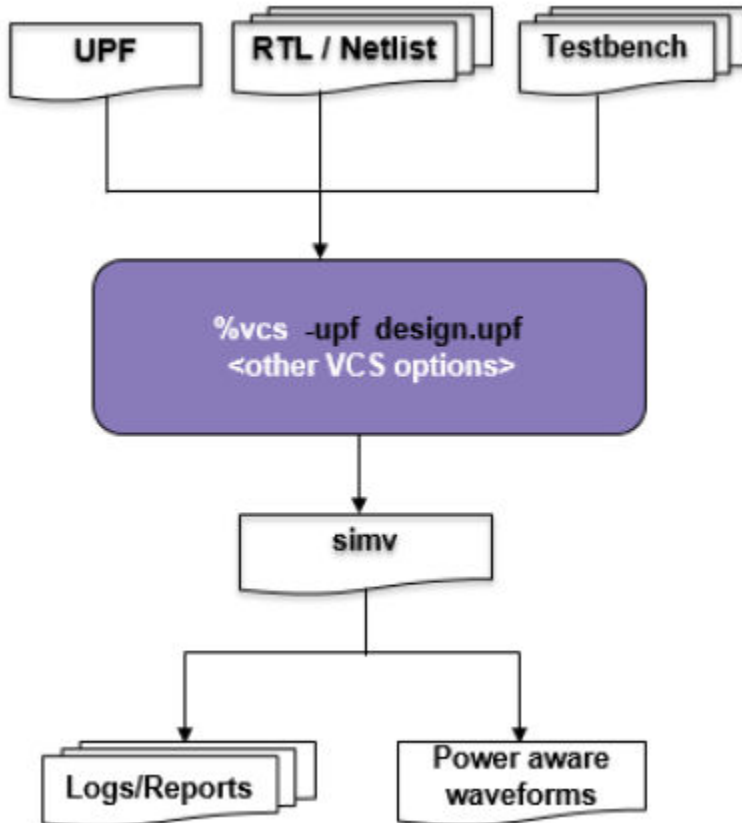 UPF
RTL / Netlist
Testbench
%vcs -upf design.upf
<other VCS options>
simv
Logs/Reports
Power aware
waveforms